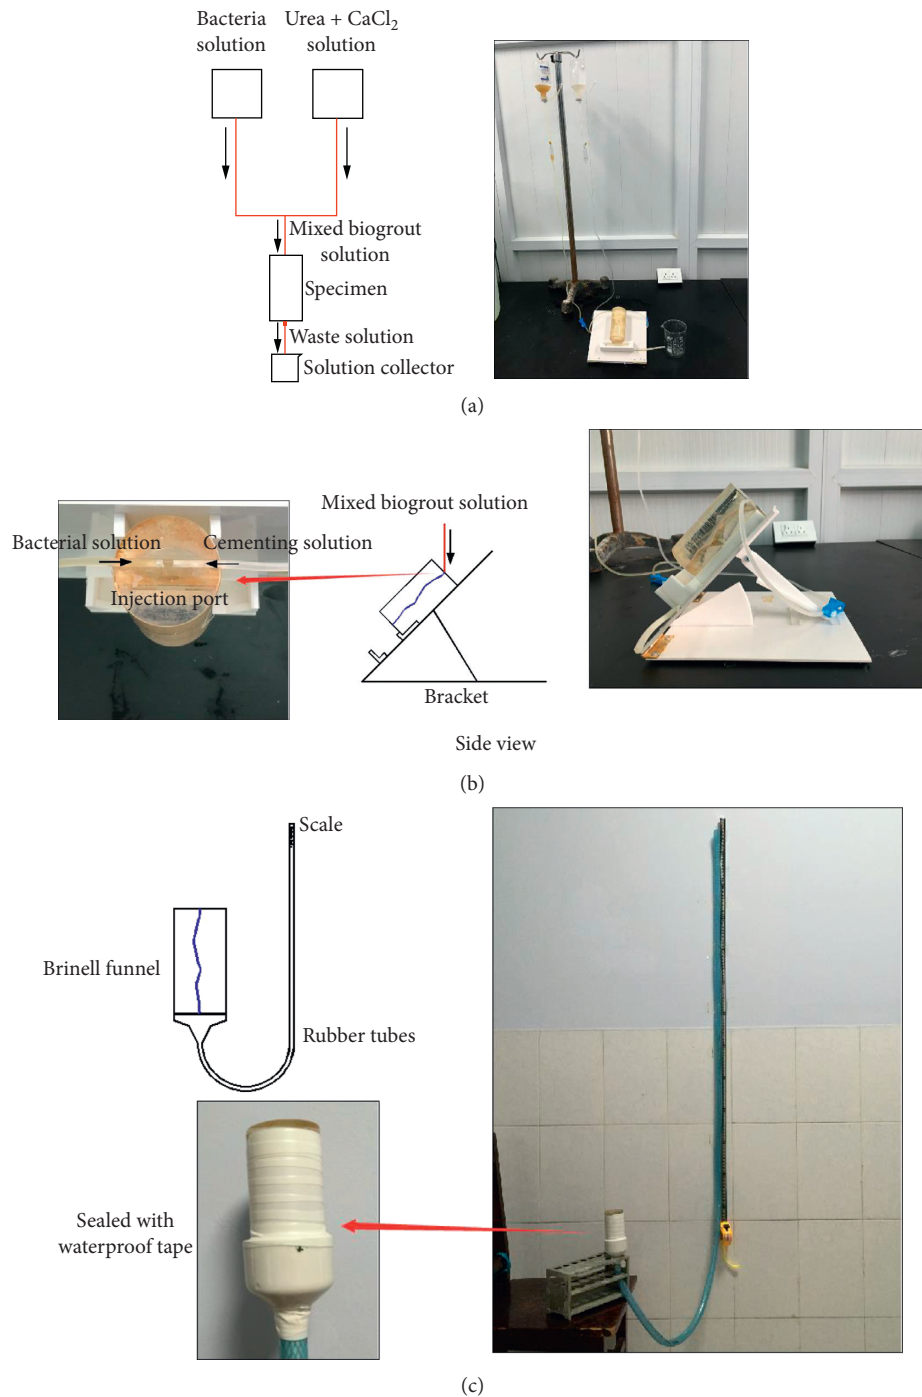 Bacteria
solution
Urea + CaCl₂
solution
Mixed biogrout
solution
Specimen
Waste solution
Solution collector
(a)
Mixed biogrout solution
Bacterial solution
Cementing solution
Injection port
Bracket
Side view
(b)
Scale
Brinell funnel
Rubber tubes
Sealed with
waterproof tape
(c)